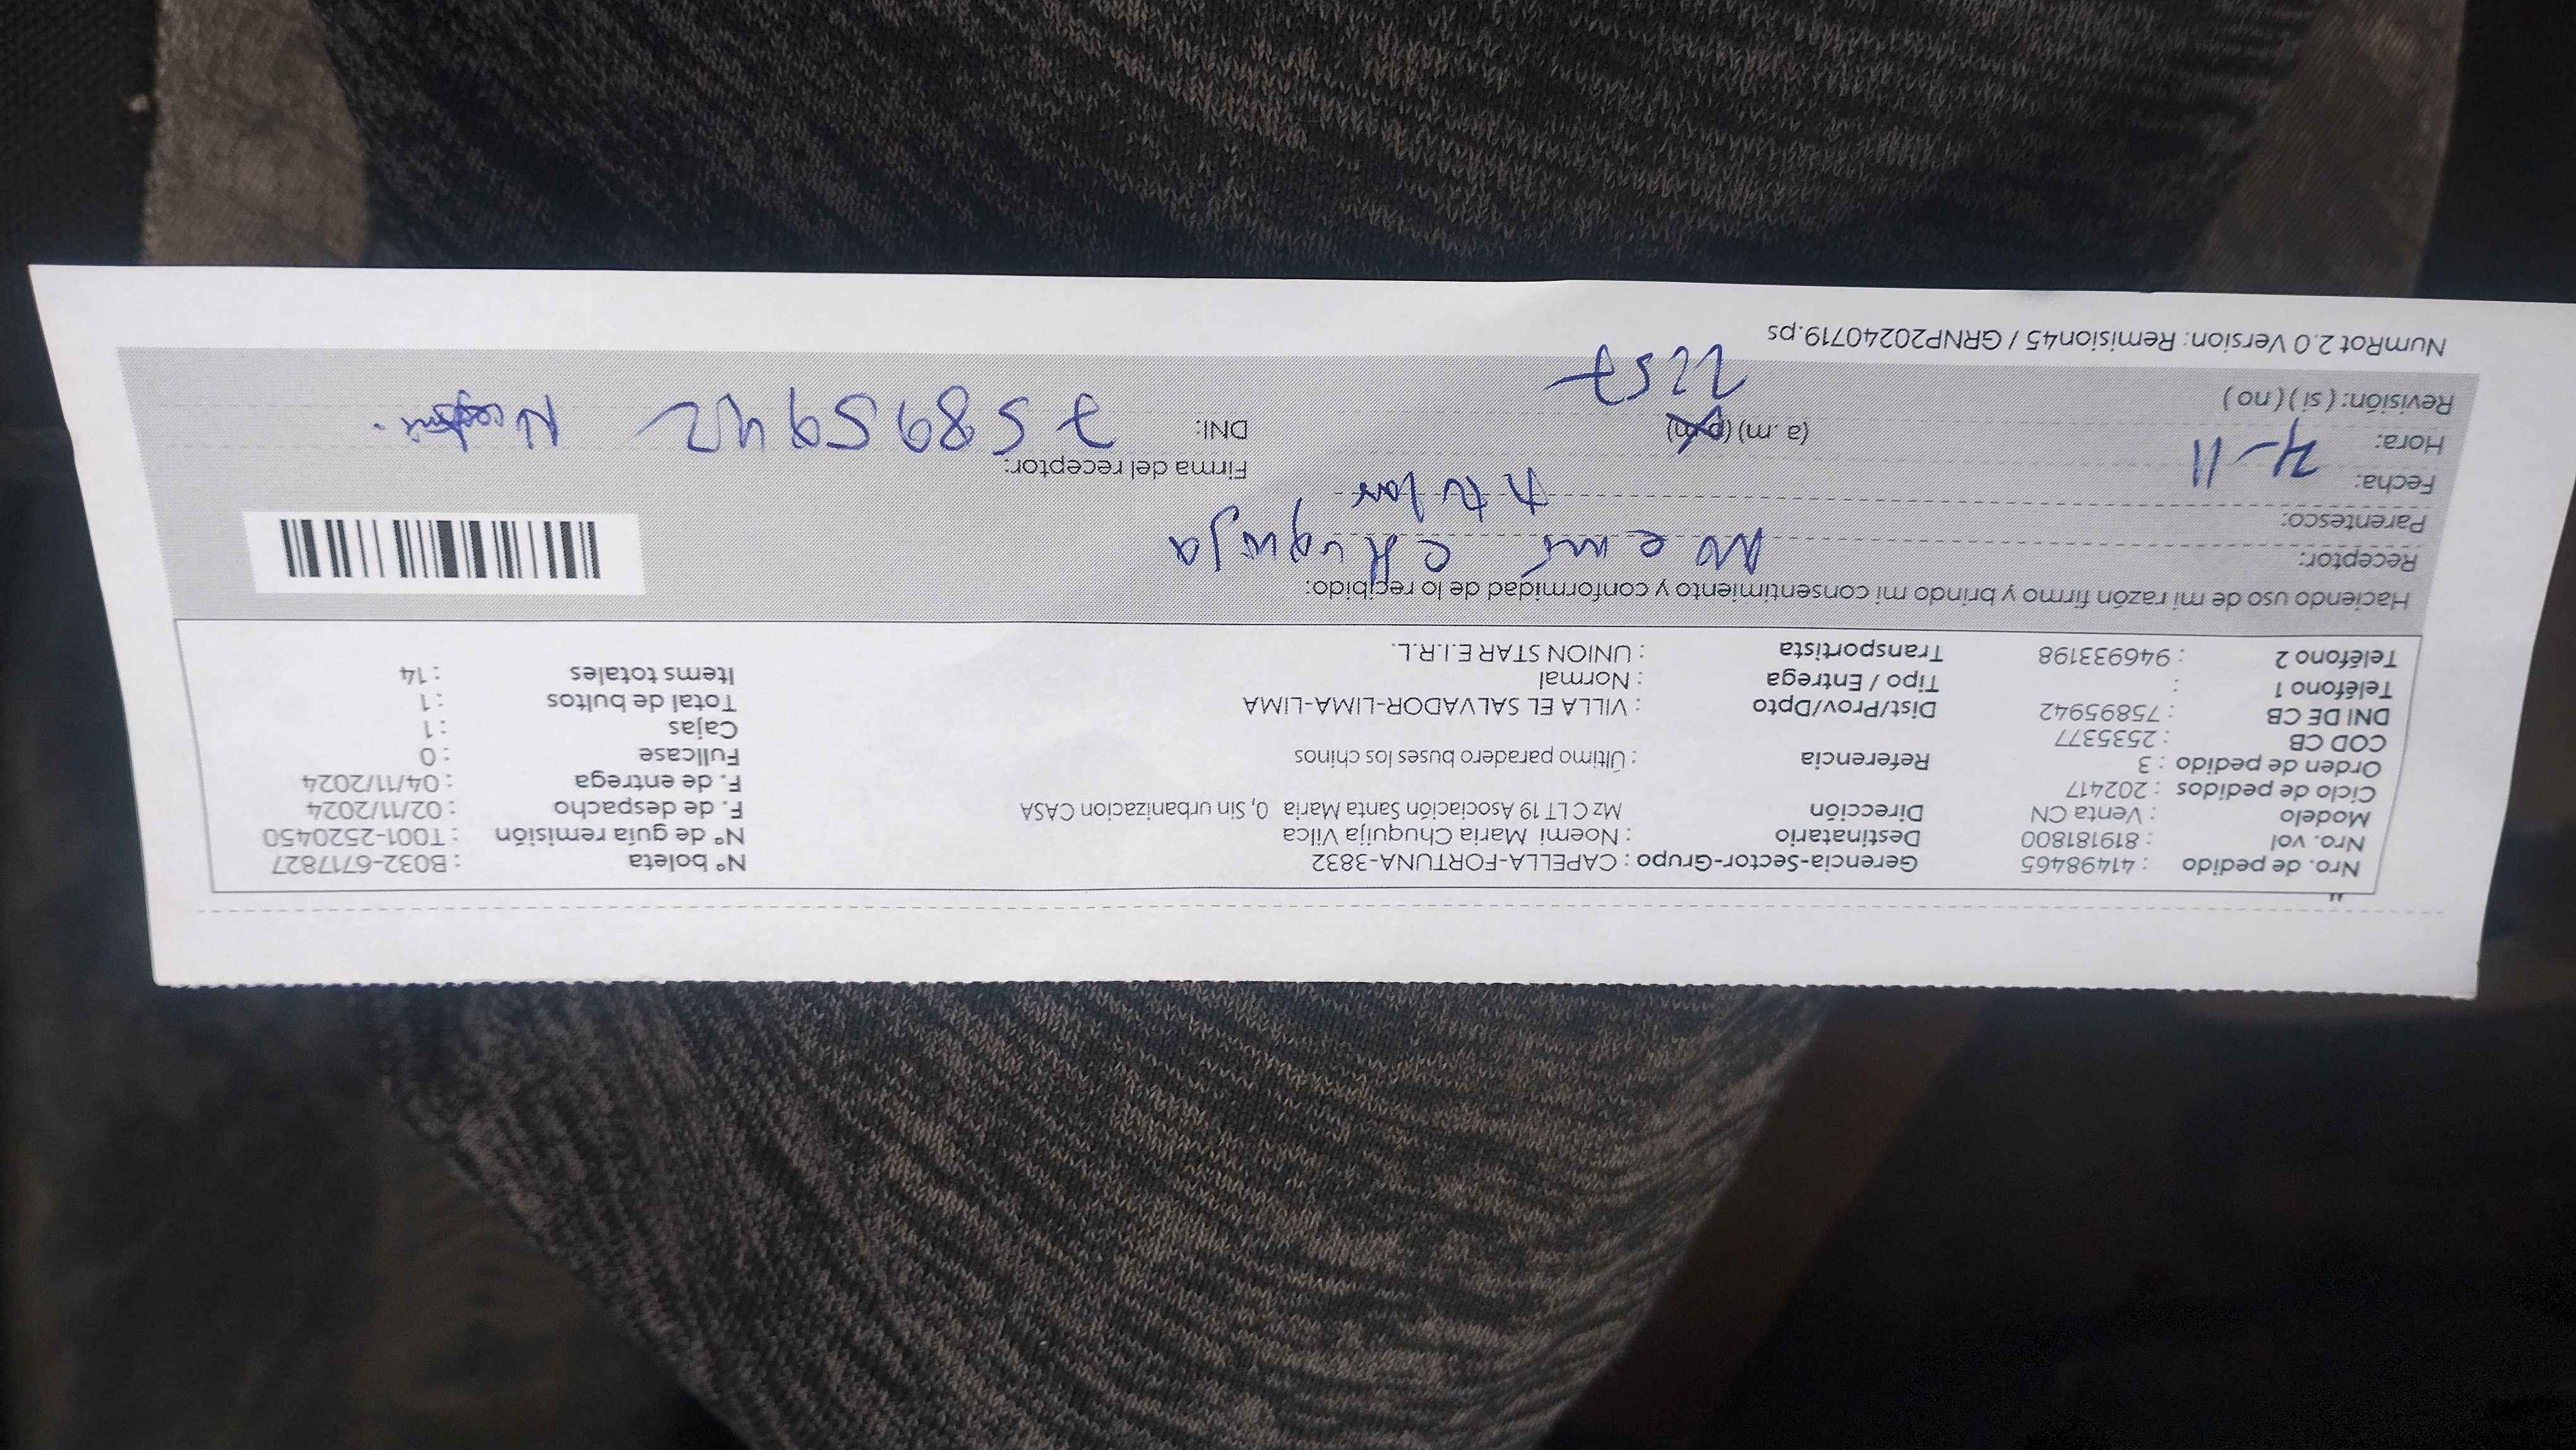 Nro. de pedido : 41498465 Gerencia-Sector-Grupo : CAPELLA-FORTUNA-3832 N° boleta : B032-6717827
Nro. vol : 819181800 Destinatario : Noemi Maria Chuquija Vilca N° de guía remisión : T001-2520450
Modelo : Venta CN Dirección Mz C LT 19 Asociación Santa Maria 0, Sin urbanizacion CASA F. de despacho : 02/11/2024
Ciclo de pedidos : 202417 F. de entrega : 04/11/2024
Orden de pedido : 3 Referencia : Último paradero buses los chinos Fullcase : 0
COD CB : 2535377 Cajas : 1
DNI DE CB : 75895942 Dist/Prov/Dpto : VILLA EL SALVADOR-LIMA-LIMA Total de bultos : 1
Teléfono 1 : Tipo / Entrega : Normal Items totales : 14
Teléfono 2 : 946933198 Transportista : UNION STAR E.I.R.L.
Haciendo uso de mi razón firmo y brindo mi consentimiento y conformidad de lo recibido:
Receptor: Noemí Chuquija
Parentesco: titular
Fecha: 4-11 Firma del receptor:
Hora: (a .m) (p.m) DNI: 75895942
Revisión: ( si ) ( no ) 2257
NumRot 2.0 Version: Remision45 / GRNP20240719.ps